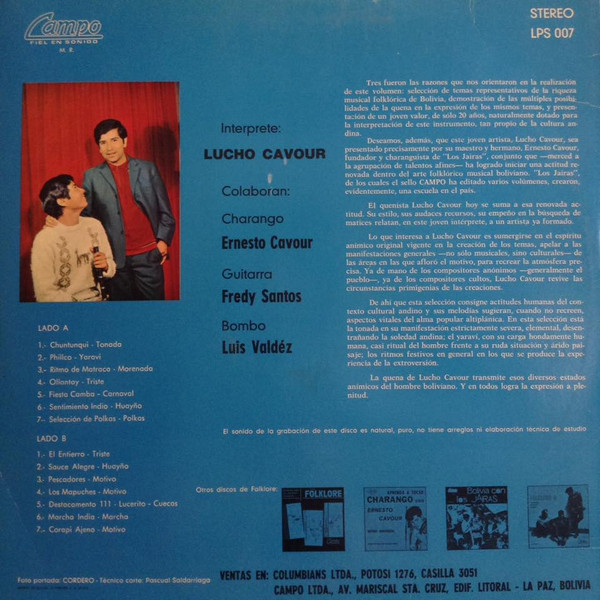 Campo
FIEL EN SONIDO
M. R.
STEREO
LPS 007
Interprete:
LUCHO CAVOUR
Colaboran:
Charango
Ernesto Cavour
Guitarra
Fredy Santos
Bombo
Luis Valdéz
Tres fueron las razones que nos orientaron en la realización
de este volumen: selección de temas representativos de la riqueza
musical folklórica de Bolivia, demostración de las múltiples posibi-
lidades de la quena en la expresión de los mismos temas, y presen-
tación de un joven valor, de sólo 20 años, naturalmente dotado para
la interpretación de este instrumento, tan propio de la cultura an-
dina.
Deseamos, además, que este joven artista, Lucho Cavour, sea
presentado precisamente por su maestro y hermano, Ernesto Cavour,
fundador y charanguista de "Los Jairas", conjunto que —merced a
la agrupación de talentos afines— ha logrado iniciar una actitud re-
novada dentro del arte folklórico musical boliviano. "Los Jairas",
de los cuales el sello CAMPO ha editado varios volúmenes, crearon,
evidentemente, una escuela en el país.
El quenista Lucho Cavour hoy se suma a esa renovada ac-
titud. Su estilo, sus audaces recursos, su empeño en la búsqueda de
matices relatan, en este joven intérprete, a un artista ya formado.
Lo que interesa a Lucho Cavour es sumergirse en el espíritu
anímico original vigente en la creación de los temas, apelar a las
manifestaciones generales —no sólo musicales, sino culturales— de
las áreas en las que afloró el motivo, para recrear la atmósfera pre-
cisa. Ya de mano de los compositores anónimos —generalmente el
pueblo—, ya de los compositores cultos, Lucho Cavour revive las
circunstancias primigenias de las creaciones.
De ahí que esta selección consigne actitudes humanas del con-
texto cultural andino y sus melodías sugieran, cuando no recreen,
aspectos vitales del alma popular altiplántica. En esta selección está
la tonada en su manifestación estrictamente severa, elemental, desen-
trañando la soledad andina; el yaraví, con su carga hondamente hu-
mana, casi ritual del hombre frente a su ruda situación y árido pai-
saje; los ritmos festivos en general en los que se produce la expe-
riencia de la extroversión.
La quena de Lucho Cavour transmite esos diversos estados
anímicos del hombre boliviano. Y en todos logra la expresión a ple-
nitud.
LADO A
1.- Chuntunqui - Tonada
2.- Philico - Yaravi
3.- Ritmo de Matraca - Morenada
4.- Ollantay - Triste
5.- Fiesta Camba - Carnaval
6.- Sentimiento Indio - Huayño
7.- Selección de Polkas - Polkas
LADO B
1.- El Entierro - Triste
2.- Sauce Alegre - Huayño
3.- Pescadores - Motivo
4.- Los Mapuches - Motivo
5.- Destacamento 111 - Lucerito - Cuecas
6.- Marcha India - Marcha
7.- Corapi Ajena - Motivo
El sonido de la grabación de este disco es natural, puro, no tiene arreglos ni elaboración técnica de estudio
Otros discos de Folklore:
FOLKLORE
CHARANGO
ERNESTO
CAVOUR
Bolivia con
los JAIRAS
Foto portada: CORDERO - Técnico corte: Pascual Saldarriaga
VENTAS EN: COLUMBIANS LTDA., POTOSI 1276, CASILLA 3051
CAMPO LTDA., AV. MARISCAL STA. CRUZ, EDIF. LITORAL - LA PAZ, BOLIVIA